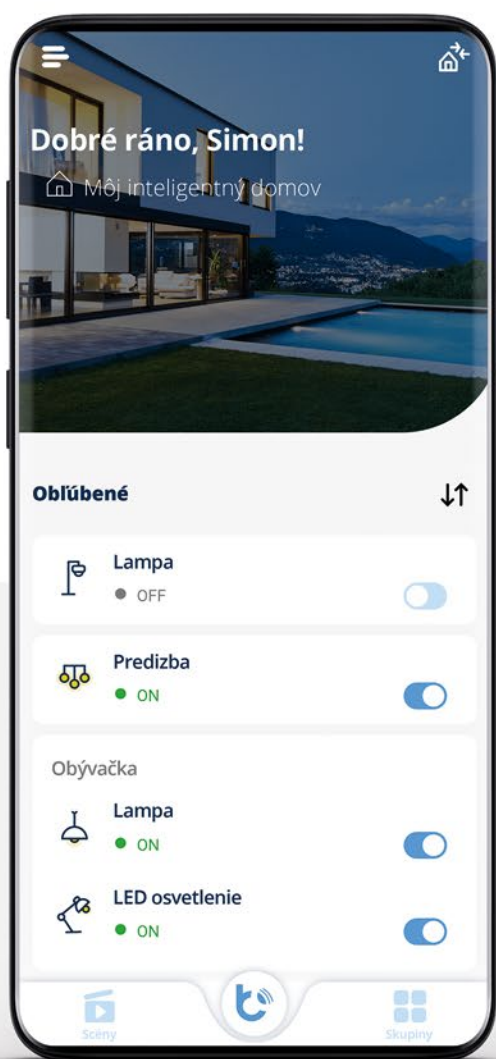 Dobré ráno, Simon!
Môj inteligentný domov
Obľúbené
Lampa
OFF
Predizba
ON
Obývačka
Lampa
ON
LED osvetlenie
ON
Scény
Skupiny